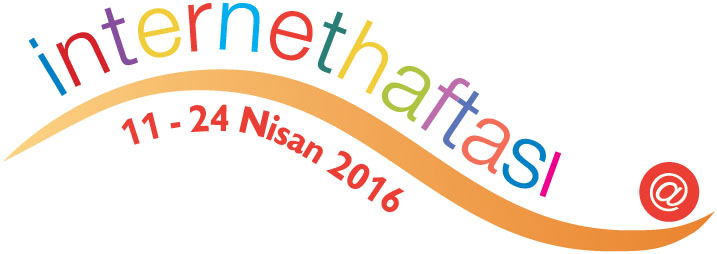 internethaftası
11 - 24 Nisan 2016
@